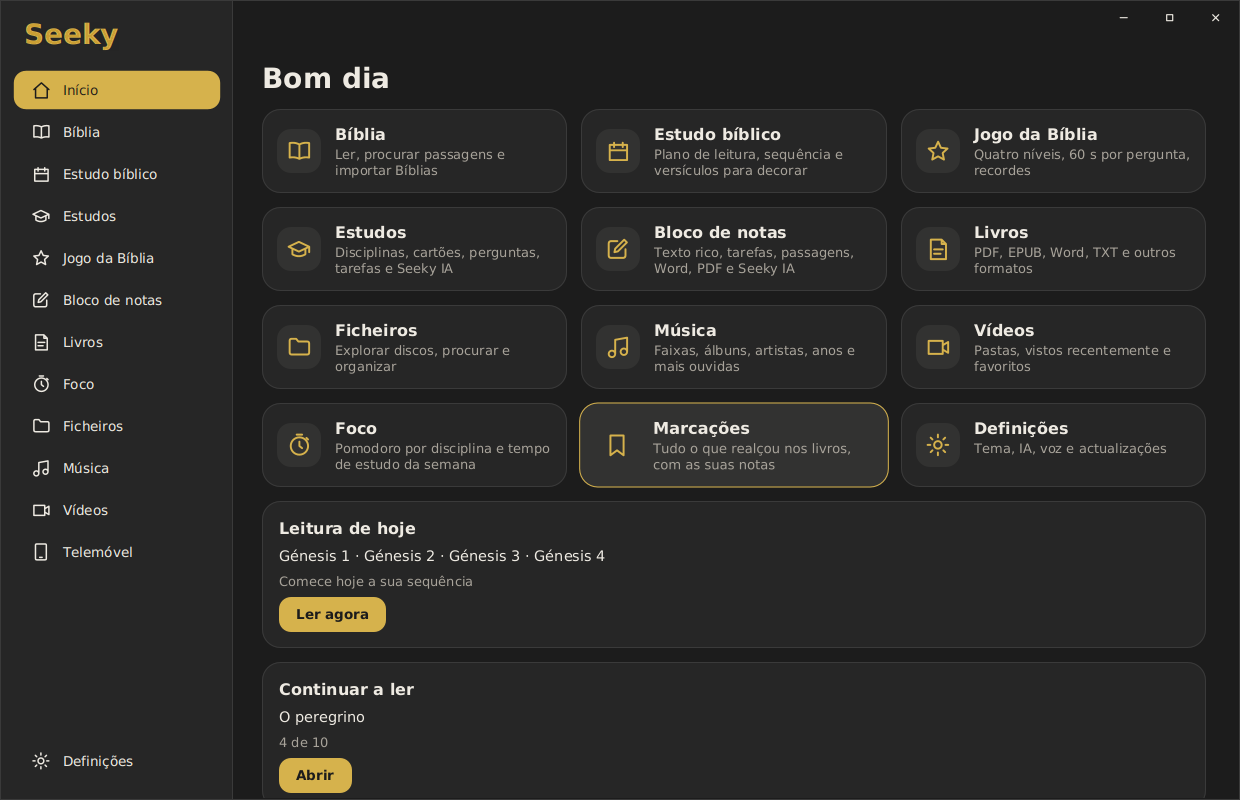 Seeky
Início
Bíblia
Estudo bíblico
Estudos
Jogo da Bíblia
Bloco de notas
Livros
Foco
Ficheiros
Música
Vídeos
Telemóvel
Definições
Bom dia
Bíblia
Ler, procurar passagens e
importar Bíblias
Estudo bíblico
Plano de leitura, sequência e
versículos para decorar
Jogo da Bíblia
Quatro níveis, 60 s por pergunta,
recordes
Estudos
Disciplinas, cartões, perguntas,
tarefas e Seeky IA
Bloco de notas
Texto rico, tarefas, passagens,
Word, PDF e Seeky IA
Livros
PDF, EPUB, Word, TXT e outros
formatos
Ficheiros
Explorar discos, procurar e
organizar
Música
Faixas, álbuns, artistas, anos e
mais ouvidas
Vídeos
Pastas, vistos recentemente e
favoritos
Foco
Pomodoro por disciplina e tempo
de estudo da semana
Marcações
Tudo o que realçou nos livros,
com as suas notas
Definições
Tema, IA, voz e actualizações
Leitura de hoje
Génesis 1 · Génesis 2 · Génesis 3 · Génesis 4
Comece hoje a sua sequência
Ler agora
Continuar a ler
O peregrino
4 de 10
Abrir